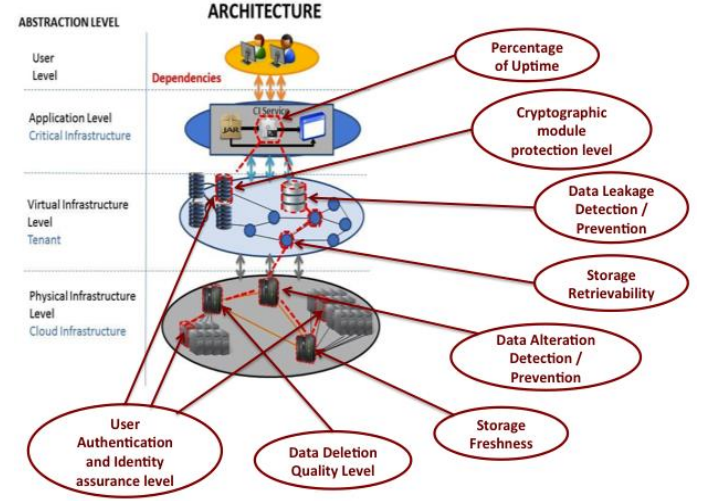 ARCHITECTURE
ABSTRACTION LEVEL
User
Level
Dependencies
Percentage
of Uptime
Application Level
Critical Infrastructure
CI Service
JAR
Cryptographic
module
protection level
Virtual Infrastructure
Level
Tenant
Data Leakage
Detection /
Prevention
Storage
Retrievability
Physical Infrastructure
Level
Cloud Infrastructure
Data Alteration
Detection /
Prevention
User
Authentication
and Identity
assurance level
Data Deletion
Quality Level
Storage
Freshness